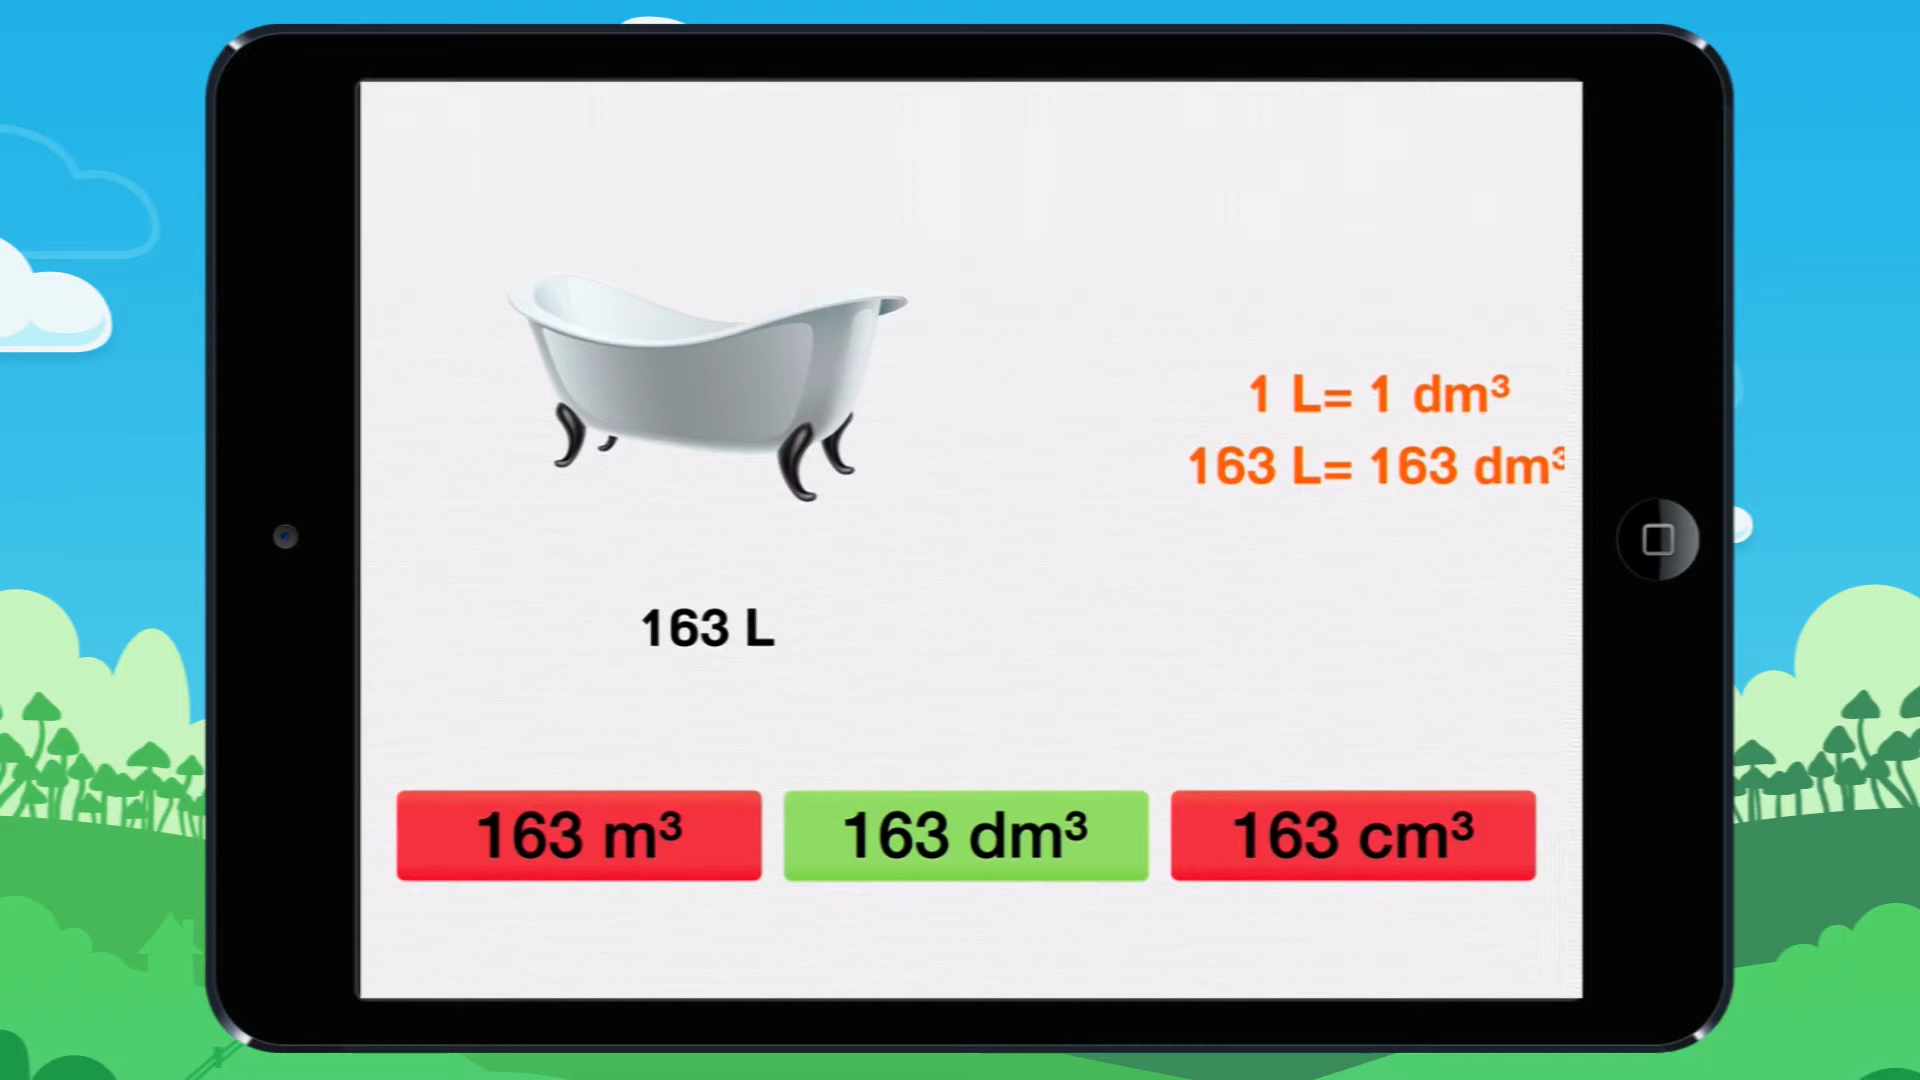 1 L= 1 dm³
163 L= 163 dm³
163 L
163 m³
163 dm³
163 cm³